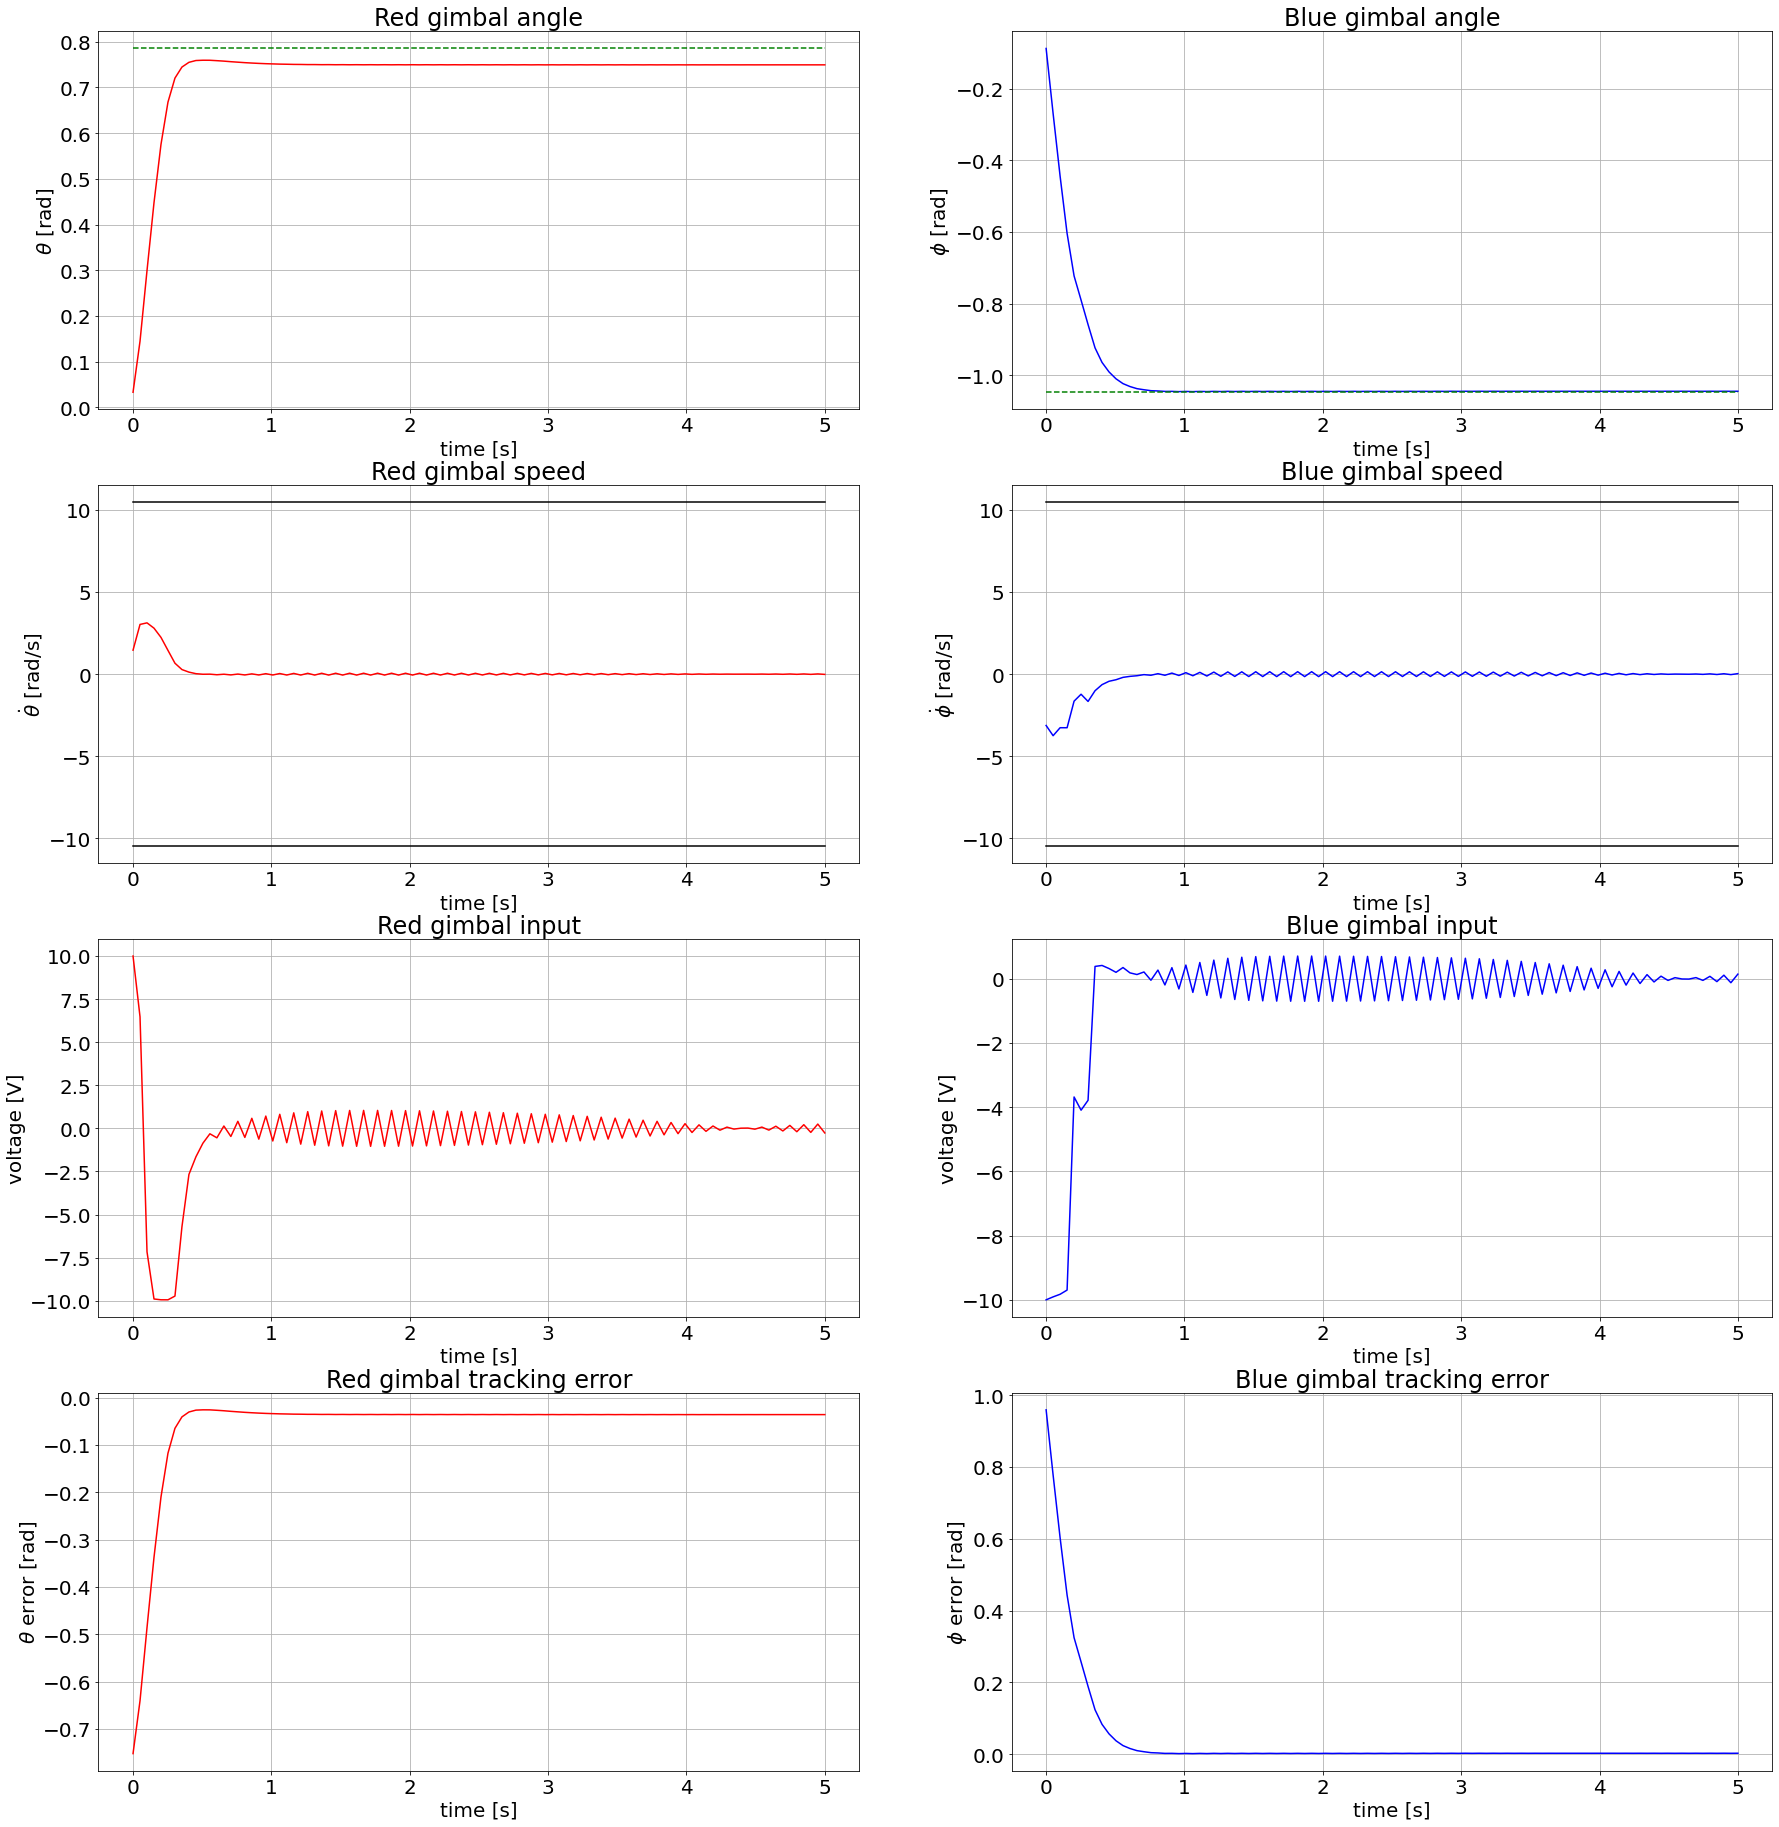 Red gimbal angle
0.8
0.7
0.6
0.5
0.4
0.3
0.2
0.1
0.0
θ [rad]
0 1 2 3 4 5
time [s]
Blue gimbal angle
−0.2
−0.4
−0.6
−0.8
−1.0
ϕ [rad]
0 1 2 3 4 5
time [s]
Red gimbal speed
10
5
0
−5
−10
θ̇ [rad/s]
0 1 2 3 4 5
time [s]
Blue gimbal speed
10
5
0
−5
−10
ϕ̇ [rad/s]
0 1 2 3 4 5
time [s]
Red gimbal input
10.0
7.5
5.0
2.5
0.0
−2.5
−5.0
−7.5
−10.0
voltage [V]
0 1 2 3 4 5
time [s]
Blue gimbal input
0
−2
−4
−6
−8
−10
voltage [V]
0 1 2 3 4 5
time [s]
Red gimbal tracking error
0.0
−0.1
−0.2
−0.3
−0.4
−0.5
−0.6
−0.7
θ error [rad]
0 1 2 3 4 5
time [s]
Blue gimbal tracking error
1.0
0.8
0.6
0.4
0.2
0.0
ϕ error [rad]
0 1 2 3 4 5
time [s]